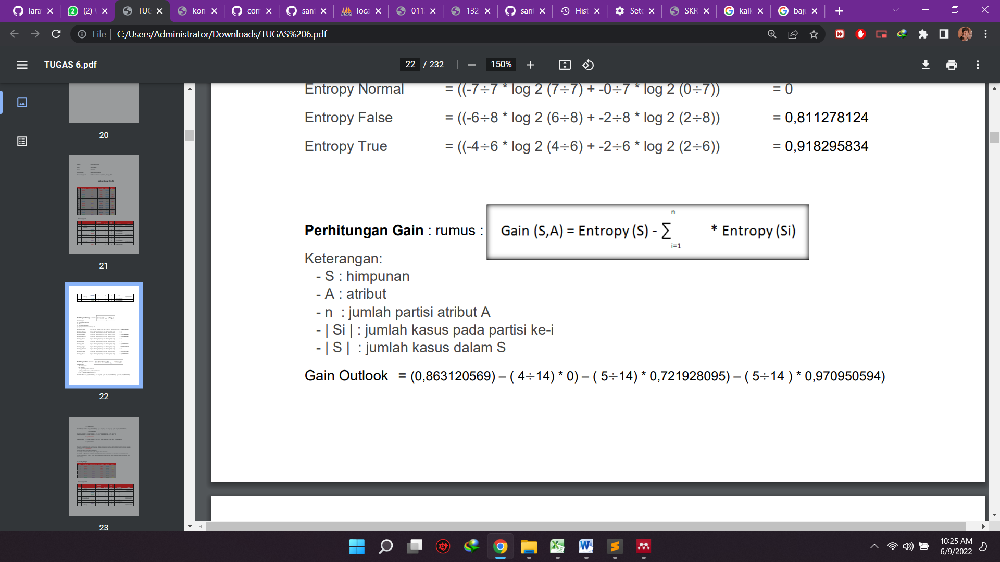 lara
(2) \
TUG
kon
com
sant
loca
011
132
sant
Hist
Sete
SKR
kalk
baju
File
C:/Users/Administrator/Downloads/TUGAS%206.pdf
TUGAS 6.pdf
22 / 232
150%
20
21
22
23
Entropy Normal = ((-7÷7 * log 2 (7÷7) + -0÷7 * log 2 (0÷7)) = 0
Entropy False = ((-6÷8 * log 2 (6÷8) + -2÷8 * log 2 (2÷8)) = 0,811278124
Entropy True = ((-4÷6 * log 2 (4÷6) + -2÷6 * log 2 (2÷6)) = 0,918295834
n
Perhitungan Gain : rumus : Gain (S,A) = Entropy (S) - ∑ * Entropy (Si)
i=1
Keterangan:
- S : himpunan
- A : atribut
- n : jumlah partisi atribut A
- | Si | : jumlah kasus pada partisi ke-i
- | S | : jumlah kasus dalam S
Gain Outlook = (0,863120569) – ( 4÷14) * 0) – ( 5÷14) * 0,721928095) – ( 5÷14 ) * 0,970950594)
10:25 AM
6/9/2022